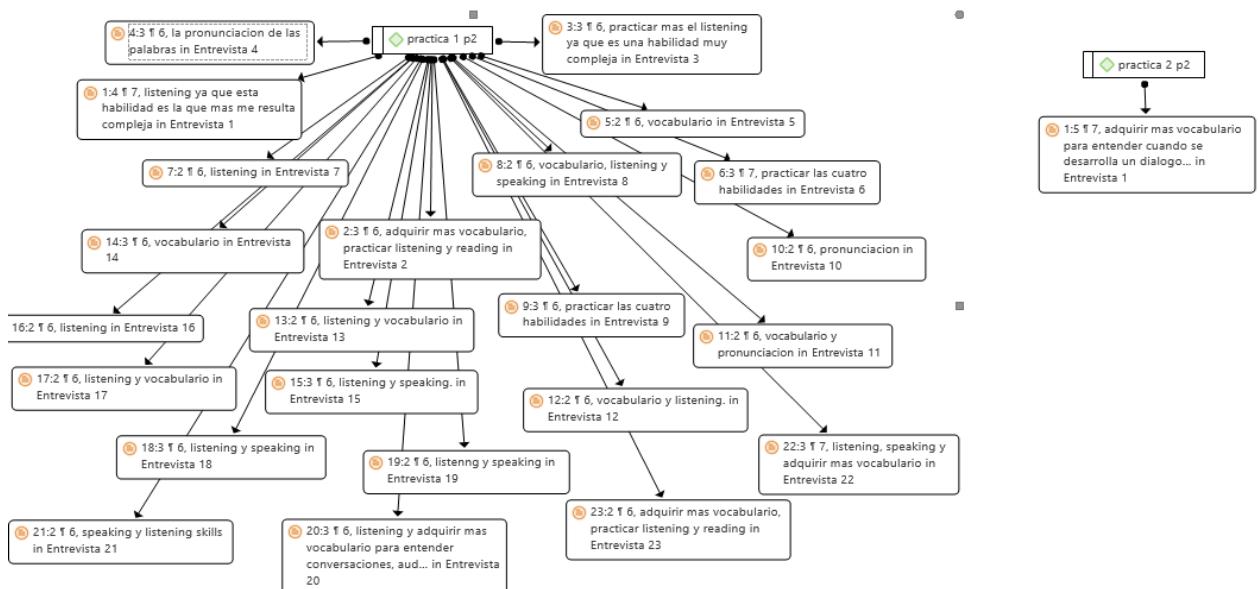 4:3 ¶ 6, la pronunciacion de las
palabras in Entrevista 4
practica 1 p2
3:3 ¶ 6, practicar mas el listening
ya que es una habilidad muy
compleja in Entrevista 3
practica 2 p2
1:4 ¶ 7, listening ya que esta
habilidad es la que mas me resulta
compleja in Entrevista 1
5:2 ¶ 6, vocabulario in Entrevista 5
1:5 ¶ 7, adquirir mas vocabulario
para entender cuando se
desarrolla un dialogo... in
Entrevista 1
7:2 ¶ 6, listening in Entrevista 7
8:2 ¶ 6, vocabulario, listening y
speaking in Entrevista 8
6:3 ¶ 7, practicar las cuatro
habilidades in Entrevista 6
14:3 ¶ 6, vocabulario in Entrevista
14
2:3 ¶ 6, adquirir mas vocabulario,
practicar listening y reading in
Entrevista 2
10:2 ¶ 6, pronunciacion in
Entrevista 10
16:2 ¶ 6, listening in Entrevista 16
13:2 ¶ 6, listening y vocabulario in
Entrevista 13
9:3 ¶ 6, practicar las cuatro
habilidades in Entrevista 9
11:2 ¶ 6, vocabulario y
pronunciacion in Entrevista 11
17:2 ¶ 6, listening y vocabulario in
Entrevista 17
15:3 ¶ 6, listening y speaking. in
Entrevista 15
12:2 ¶ 6, vocabulario y listening. in
Entrevista 12
18:3 ¶ 6, listening y speaking in
Entrevista 18
19:2 ¶ 6, listenng y speaking in
Entrevista 19
22:3 ¶ 7, listening, speaking y
adquirir mas vocabulario in
Entrevista 22
21:2 ¶ 6, speaking y listening skills
in Entrevista 21
20:3 ¶ 6, listening y adquirir mas
vocabulario para entender
conversaciones, aud... in Entrevista
20
23:2 ¶ 6, adquirir mas vocabulario,
practicar listening y reading in
Entrevista 23